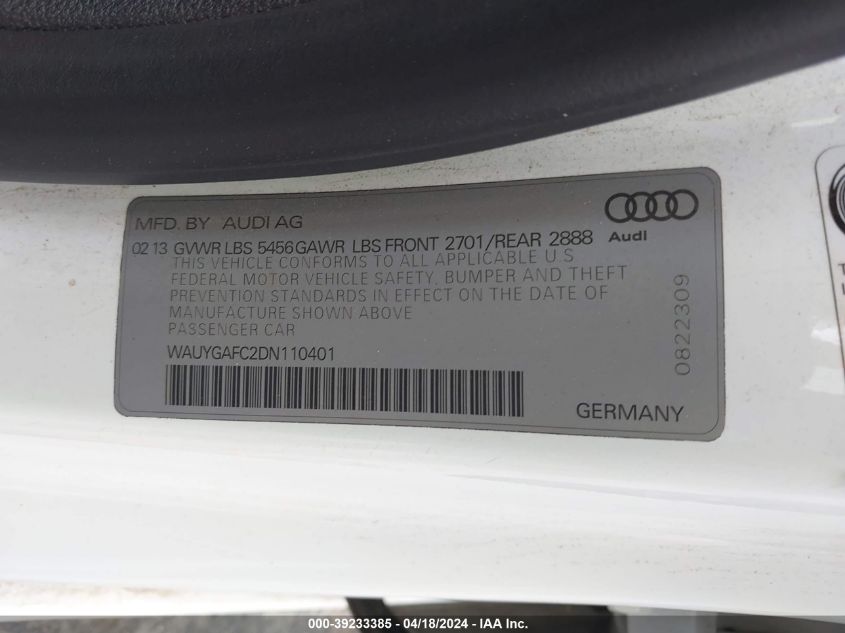 MFD. BY AUDI AG
Audi
02 13 GVWR LBS 5456 GAWR LBS FRONT 2701/REAR 2888
THIS VEHICLE CONFORMS TO ALL APPLICABLE U.S
FEDERAL MOTOR VEHICLE SAFETY, BUMPER AND THEFT
PREVENTION STANDARDS IN EFFECT ON THE DATE OF
MANUFACTURE SHOWN ABOVE
PASSENGER CAR
WAUYGAFC2DN110401
GERMANY
0822309
000-39233385 - 04/18/2024 - IAA Inc.